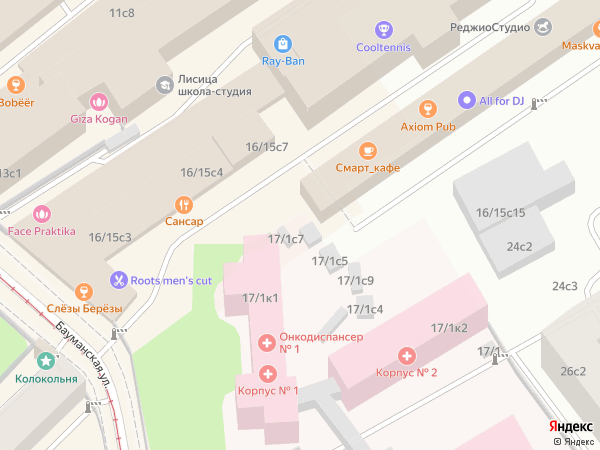 11с8
РеджиоСтудио
Cooltennis
Maskva
Ray-Ban
Лисица
школа-студия
Bobёёr
Giza Kogan
All for DJ
Axiom Pub
16/15с7
Смарт_кафе
13с1
16/15с4
16/15с15
Face Praktika
Сансар
16/15с3
17/1с7
24с2
17/1с5
Roots men's cut
17/1с9
24с3
Слёзы Берёзы
17/1к1
17/1с4
17/1к2
Бауманская ул.
Онкодиспансер
№ 1
17/1
Колокольня
Корпус № 1
Корпус № 2
26с2
Яндекс
© Яндекс